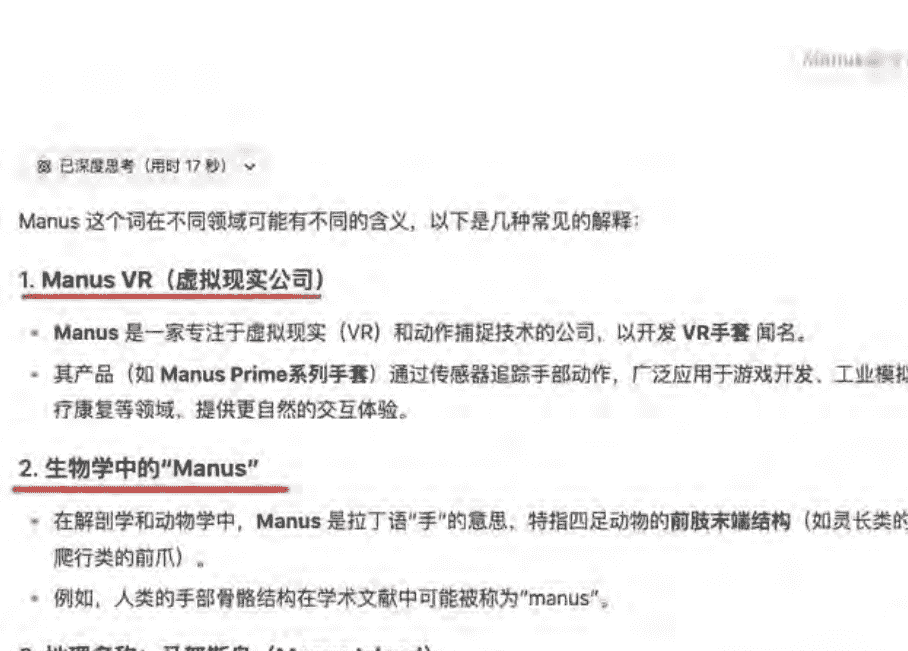 Manus
已深度思考（用时 17 秒）
Manus 这个词在不同领域可能有不同的含义，以下是几种常见的解释：
1. Manus VR（虚拟现实公司）
Manus 是一家专注于虚拟现实（VR）和动作捕捉技术的公司，以开发 VR手套 闻名。
其产品（如 Manus Prime系列手套）通过传感器追踪手部动作，广泛应用于游戏开发、工业模拟
疗康复等领域，提供更自然的交互体验。
2. 生物学中的“Manus”
在解剖学和动物学中，Manus 是拉丁语“手”的意思，特指四足动物的前肢末端结构（如灵长类的
爬行类的前爪）。
例如，人类的手部骨骼结构在学术文献中可能被称为“manus”。